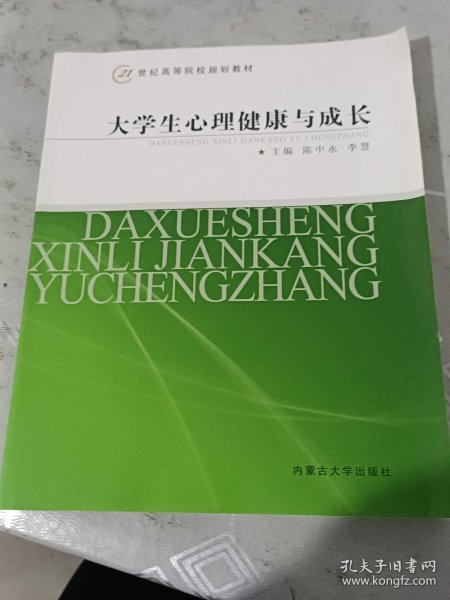 21世纪高等院校规划教材
大学生心理健康与成长
DAXUESHENG XINLI JIANKANG YU CHENGZHANG
★ 主编 陈中永 李慧
DAXUESHENG
XINLI JIANKANG
YUCHENGZHANG
内蒙古大学出版社
孔夫子旧书网
www.kongfz.com